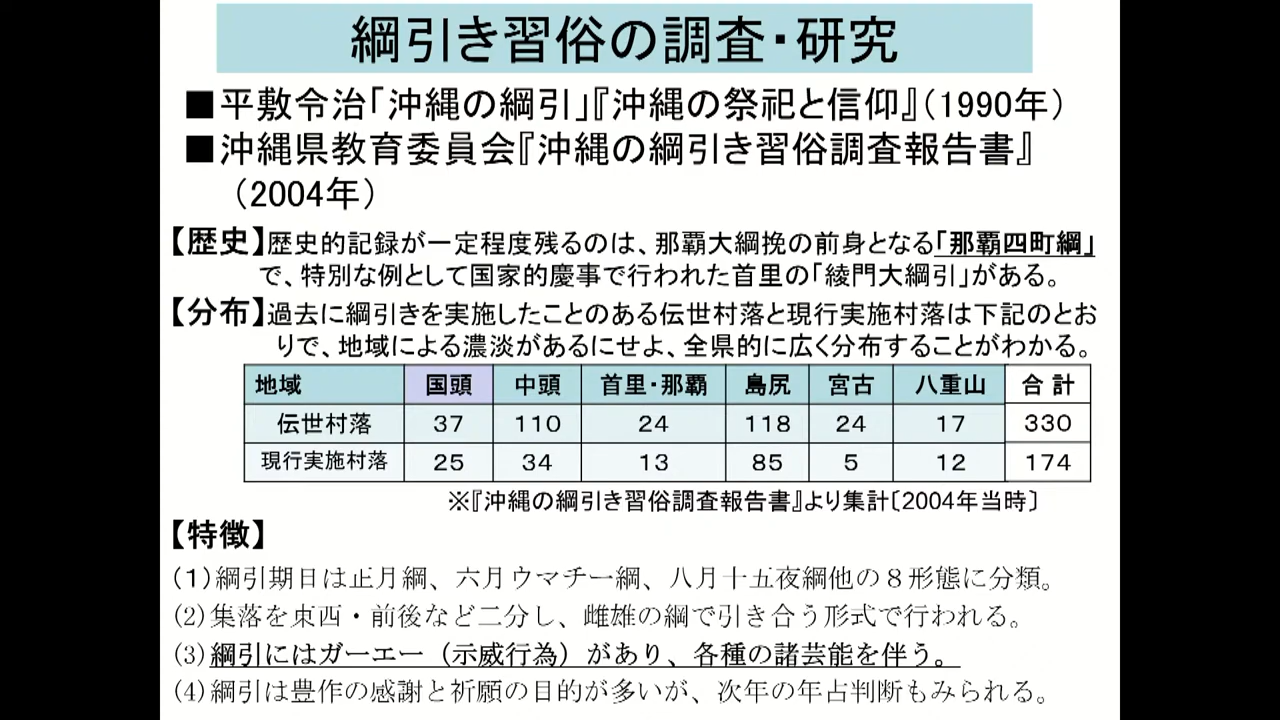 綱引き習俗の調査・研究
■平敷令治「沖縄の綱引」『沖縄の祭祀と信仰』（1990年）
■沖縄県教育委員会『沖縄の綱引き習俗調査報告書』
（2004年）
【歴史】歴史的記録が一定程度残るのは、那覇大綱挽の前身となる「那覇四町綱」
で、特別な例として国家的慶事で行われた首里の「綾門大綱引」がある。
【分布】過去に綱引きを実施したことのある伝世村落と現行実施村落は下記のとお
りで、地域による濃淡があるにせよ、全県的に広く分布することがわかる。
地域 国頭 中頭 首里・那覇 島尻 宮古 八重山 合計
伝世村落 37 110 24 118 24 17 330
現行実施村落 25 34 13 85 5 12 174
※『沖縄の綱引き習俗調査報告書』より集計〔2004年当時〕
【特徴】
（1）綱引期日は正月綱、六月ウマチー綱、八月十五夜綱他の８形態に分類。
(2) 集落を東西・前後など二分し、雌雄の綱で引き合う形式で行われる。
(3) 綱引にはガーエー（示威行為）があり、各種の諸芸能を伴う。
(4) 綱引は豊作の感謝と祈願の目的が多いが、次年の年占判断もみられる。